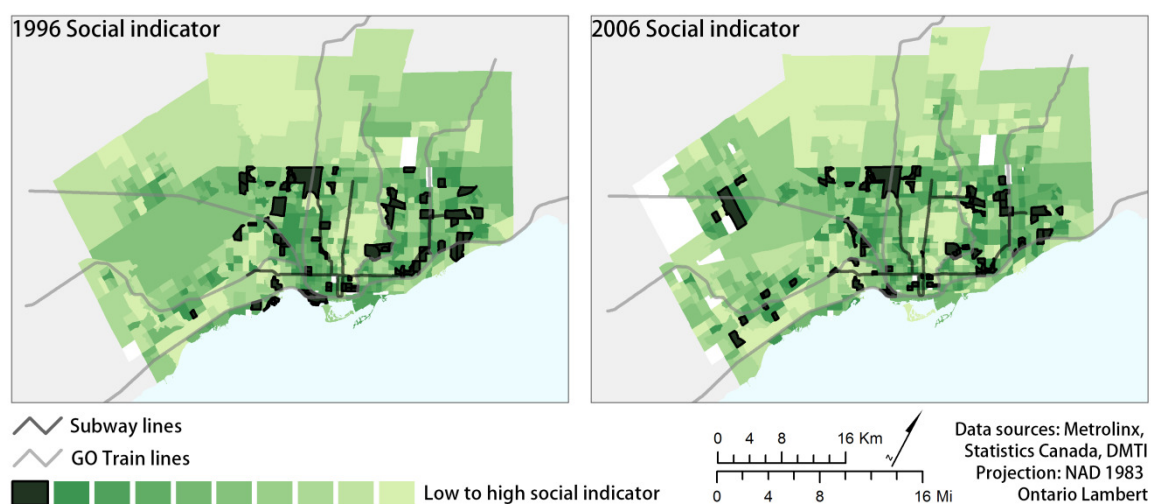 1996 Social indicator
2006 Social indicator
Subway lines
GO Train lines
Low to high social indicator
0 4 8 16 Km
0 4 8 16 Mi
N
Data sources: Metrolinx,
Statistics Canada, DMTI
Projection: NAD 1983
Ontario Lambert